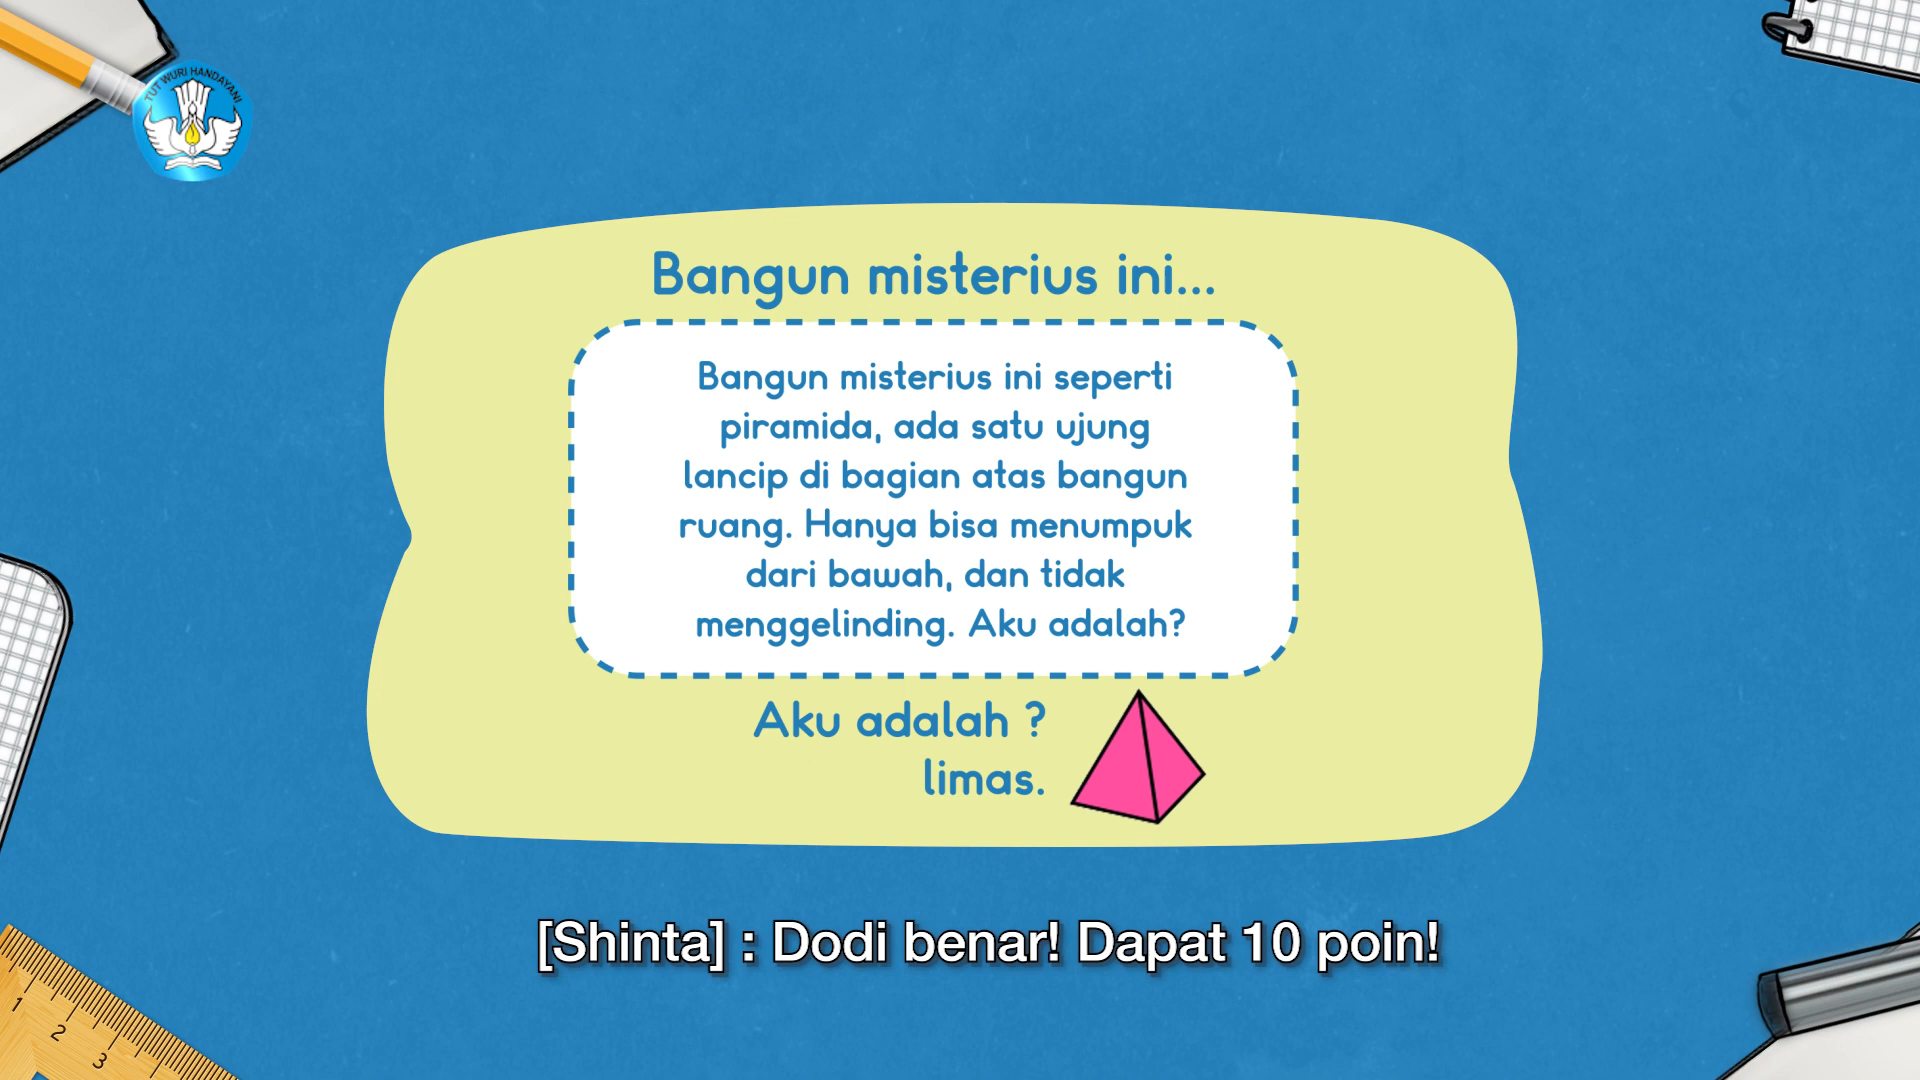 TUT WURI HANDAYANI
Bangun misterius ini...
Bangun misterius ini seperti
piramida, ada satu ujung
lancip di bagian atas bangun
ruang. Hanya bisa menumpuk
dari bawah, dan tidak
menggelinding. Aku adalah?
Aku adalah ?
limas.
[Shinta] : Dodi benar! Dapat 10 poin!
1
2
3